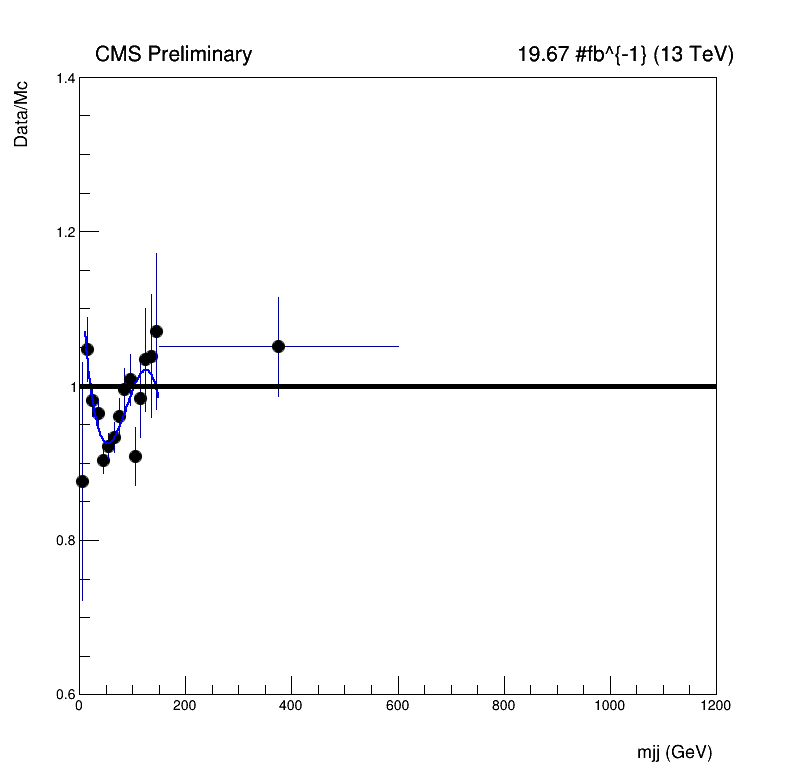 CMS Preliminary
19.67 #fb^{-1} (13 TeV)
Data/Mc
1.4
1.2
1
0.8
0.6
0 200 400 600 800 1000 1200
mjj (GeV)